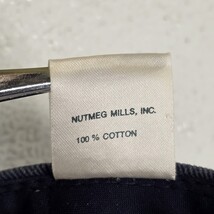 NUTMEG MILLS, INC.
100 % COTTON